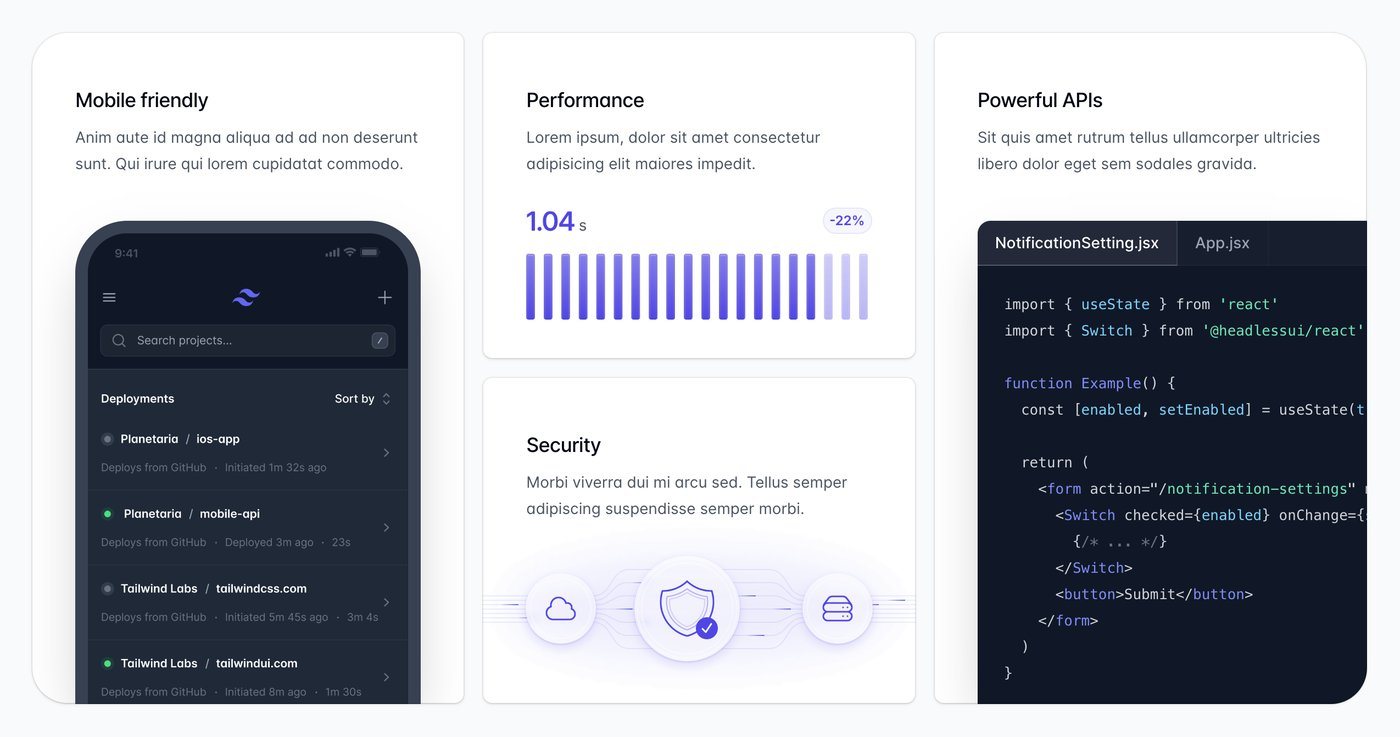 Mobile friendly
Anim aute id magna aliqua ad ad non deserunt
sunt. Qui irure qui lorem cupidatat commodo.
9:41
Search projects...
/
Deployments
Sort by
Planetaria / ios-app
Deploys from GitHub · Initiated 1m 32s ago
Planetaria / mobile-api
Deploys from GitHub · Deployed 3m ago · 23s
Tailwind Labs / tailwindcss.com
Deploys from GitHub · Initiated 5m 45s ago · 3m 4s
Tailwind Labs / tailwindui.com
Deploys from GitHub · Initiated 8m ago · 1m 30s
Performance
Lorem ipsum, dolor sit amet consectetur
adipisicing elit maiores impedit.
1.04 s
-22%
Security
Morbi viverra dui mi arcu sed. Tellus semper
adipiscing suspendisse semper morbi.
Powerful APIs
Sit quis amet rutrum tellus ullamcorper ultricies
libero dolor eget sem sodales gravida.
NotificationSetting.jsx
App.jsx
import { useState } from 'react'
import { Switch } from '@headlessui/react'
function Example() {
const [enabled, setEnabled] = useState(t
return (
<form action="/notification-settings"
<Switch checked={enabled} onChange={
{/* ... */}
</Switch>
<button>Submit</button>
</form>
)
}